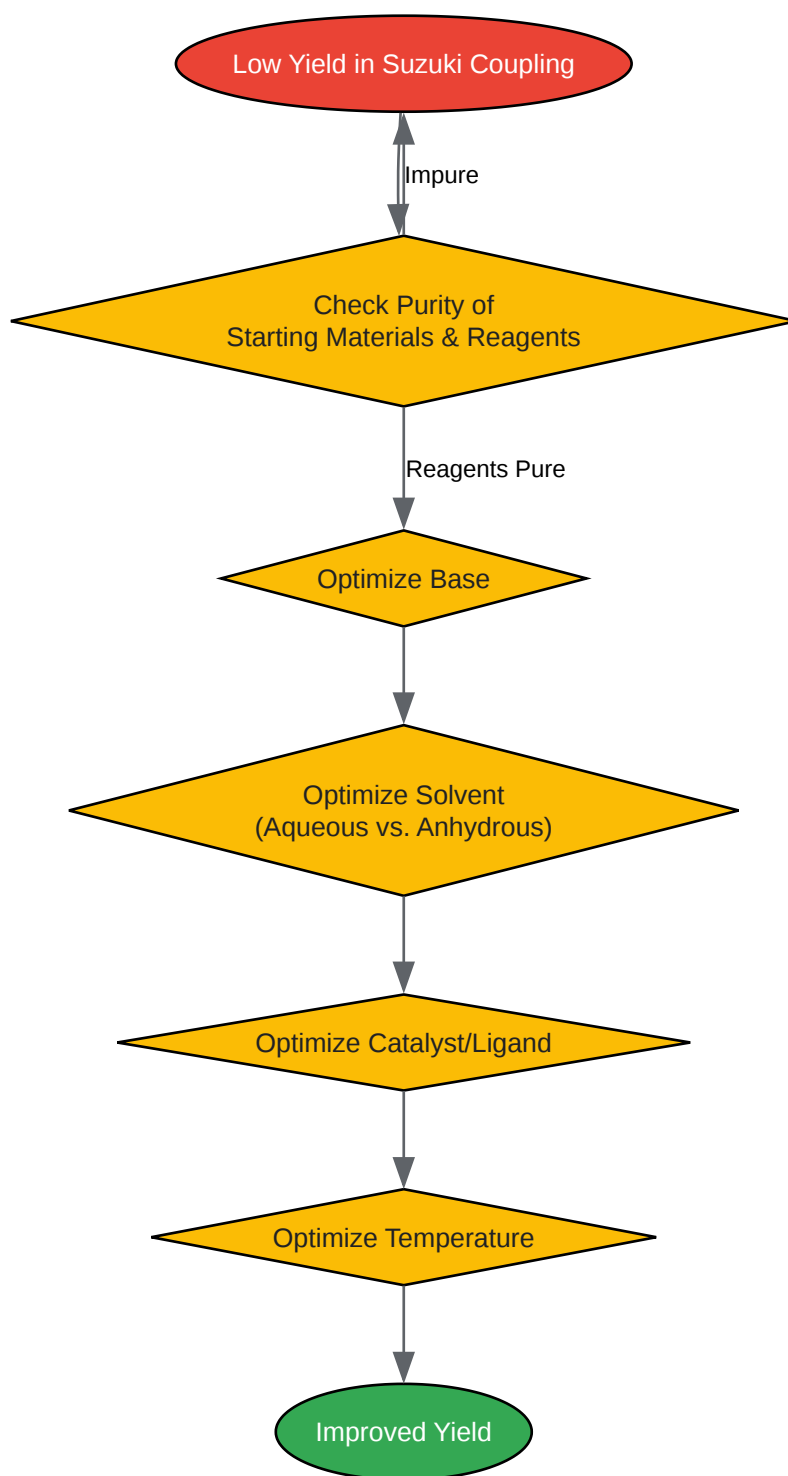 Low Yield in Suzuki Coupling
Impure
Check Purity of
Starting Materials & Reagents
Reagents Pure
Optimize Base
Optimize Solvent
(Aqueous vs. Anhydrous)
Optimize Catalyst/Ligand
Optimize Temperature
Improved Yield